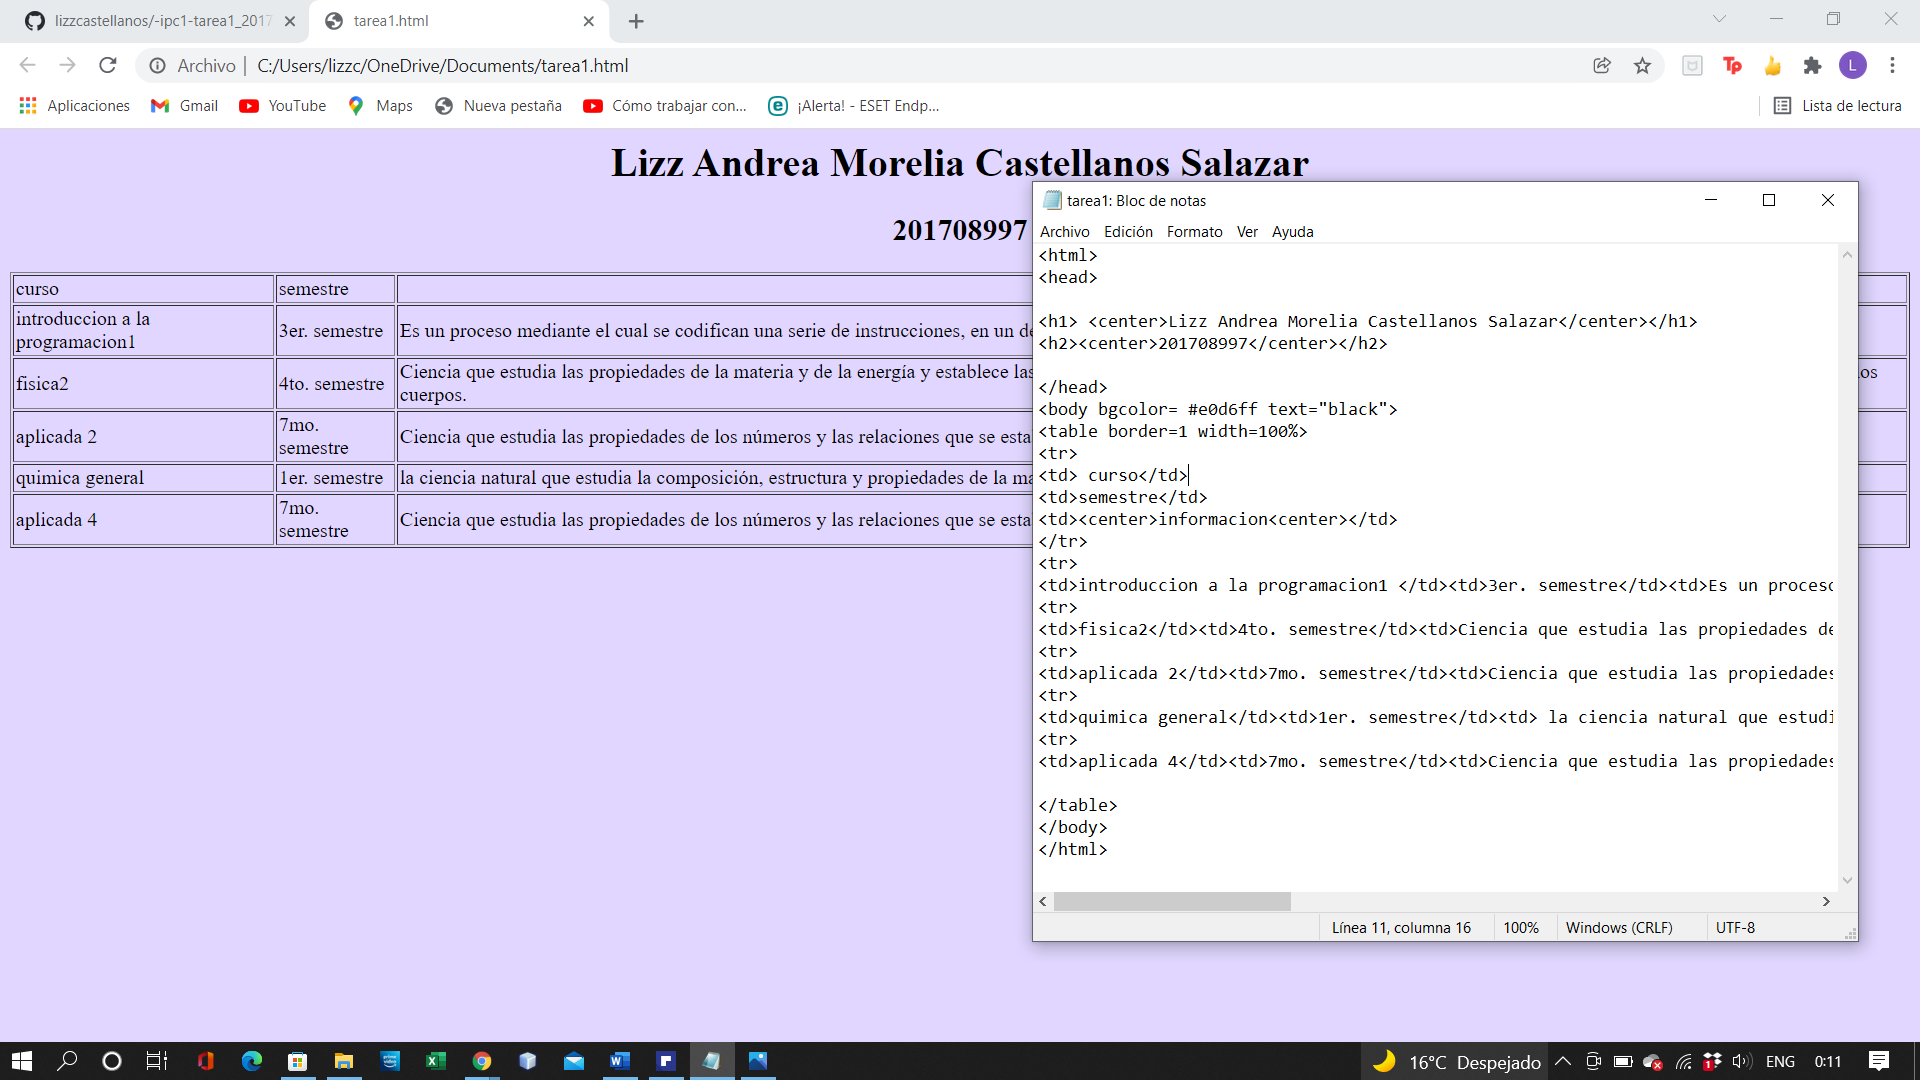 lizzcastellanos/-ipc1-tarea1_2017
tarea1.html
Archivo
C:/Users/lizzc/OneDrive/Documents/tarea1.html
Tp
L
Aplicaciones
Gmail
YouTube
Maps
Nueva pestaña
Cómo trabajar con...
¡Alerta! - ESET Endp...
Lista de lectura
Lizz Andrea Morelia Castellanos Salazar
201708997
curso
semestre
introduccion a la
programacion1
3er. semestre
Es un proceso mediante el cual se codifican una serie de instrucciones, en un de
fisica2
4to. semestre
Ciencia que estudia las propiedades de la materia y de la energía y establece las
cuerpos.
os
aplicada 2
7mo.
semestre
Ciencia que estudia las propiedades de los números y las relaciones que se esta
quimica general
1er. semestre
la ciencia natural que estudia la composición, estructura y propiedades de la ma
aplicada 4
7mo.
semestre
Ciencia que estudia las propiedades de los números y las relaciones que se esta
tarea1: Bloc de notas
Archivo Edición Formato Ver Ayuda
<html>
<head>
<h1> <center>Lizz Andrea Morelia Castellanos Salazar</center></h1>
<h2><center>201708997</center></h2>
</head>
<body bgcolor= #e0d6ff text="black">
<table border=1 width=100%>
<tr>
<td> curso</td>
<td>semestre</td>
<td><center>informacion<center></td>
</tr>
<tr>
<td>introduccion a la programacion1 </td><td>3er. semestre</td><td>Es un proceso
<tr>
<td>fisica2</td><td>4to. semestre</td><td>Ciencia que estudia las propiedades de
<tr>
<td>aplicada 2</td><td>7mo. semestre</td><td>Ciencia que estudia las propiedades
<tr>
<td>quimica general</td><td>1er. semestre</td><td> la ciencia natural que estudi
<tr>
<td>aplicada 4</td><td>7mo. semestre</td><td>Ciencia que estudia las propiedades
</table>
</body>
</html>
Línea 11, columna 16
100%
Windows (CRLF)
UTF-8
16°C Despejado
ENG
0:11